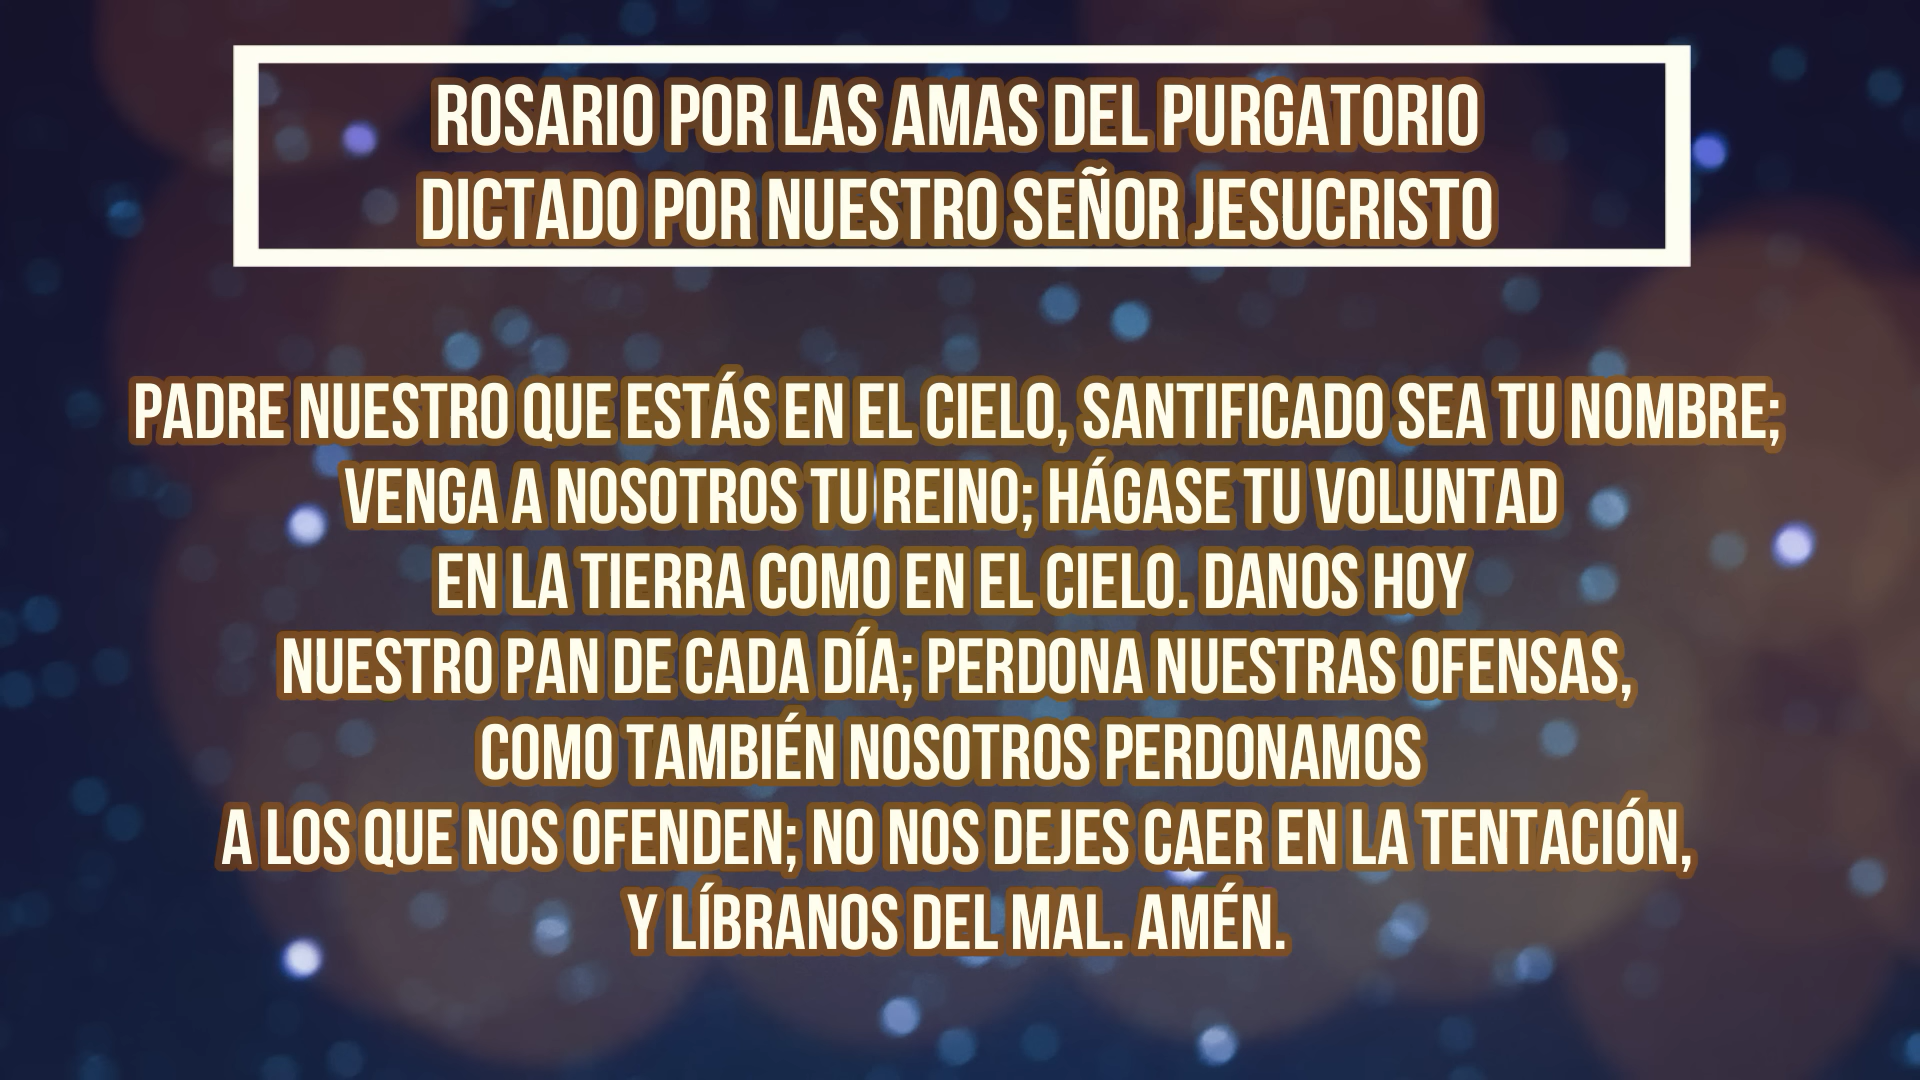 ROSARIO POR LAS AMAS DEL PURGATORIO
DICTADO POR NUESTRO SEÑOR JESUCRISTO
PADRE NUESTRO QUE ESTÁS EN EL CIELO, SANTIFICADO SEA TU NOMBRE;
VENGA A NOSOTROS TU REINO; HÁGASE TU VOLUNTAD
EN LA TIERRA COMO EN EL CIELO. DANOS HOY
NUESTRO PAN DE CADA DÍA; PERDONA NUESTRAS OFENSAS,
COMO TAMBIÉN NOSOTROS PERDONAMOS
A LOS QUE NOS OFENDEN; NO NOS DEJES CAER EN LA TENTACIÓN,
Y LÍBRANOS DEL MAL. AMÉN.